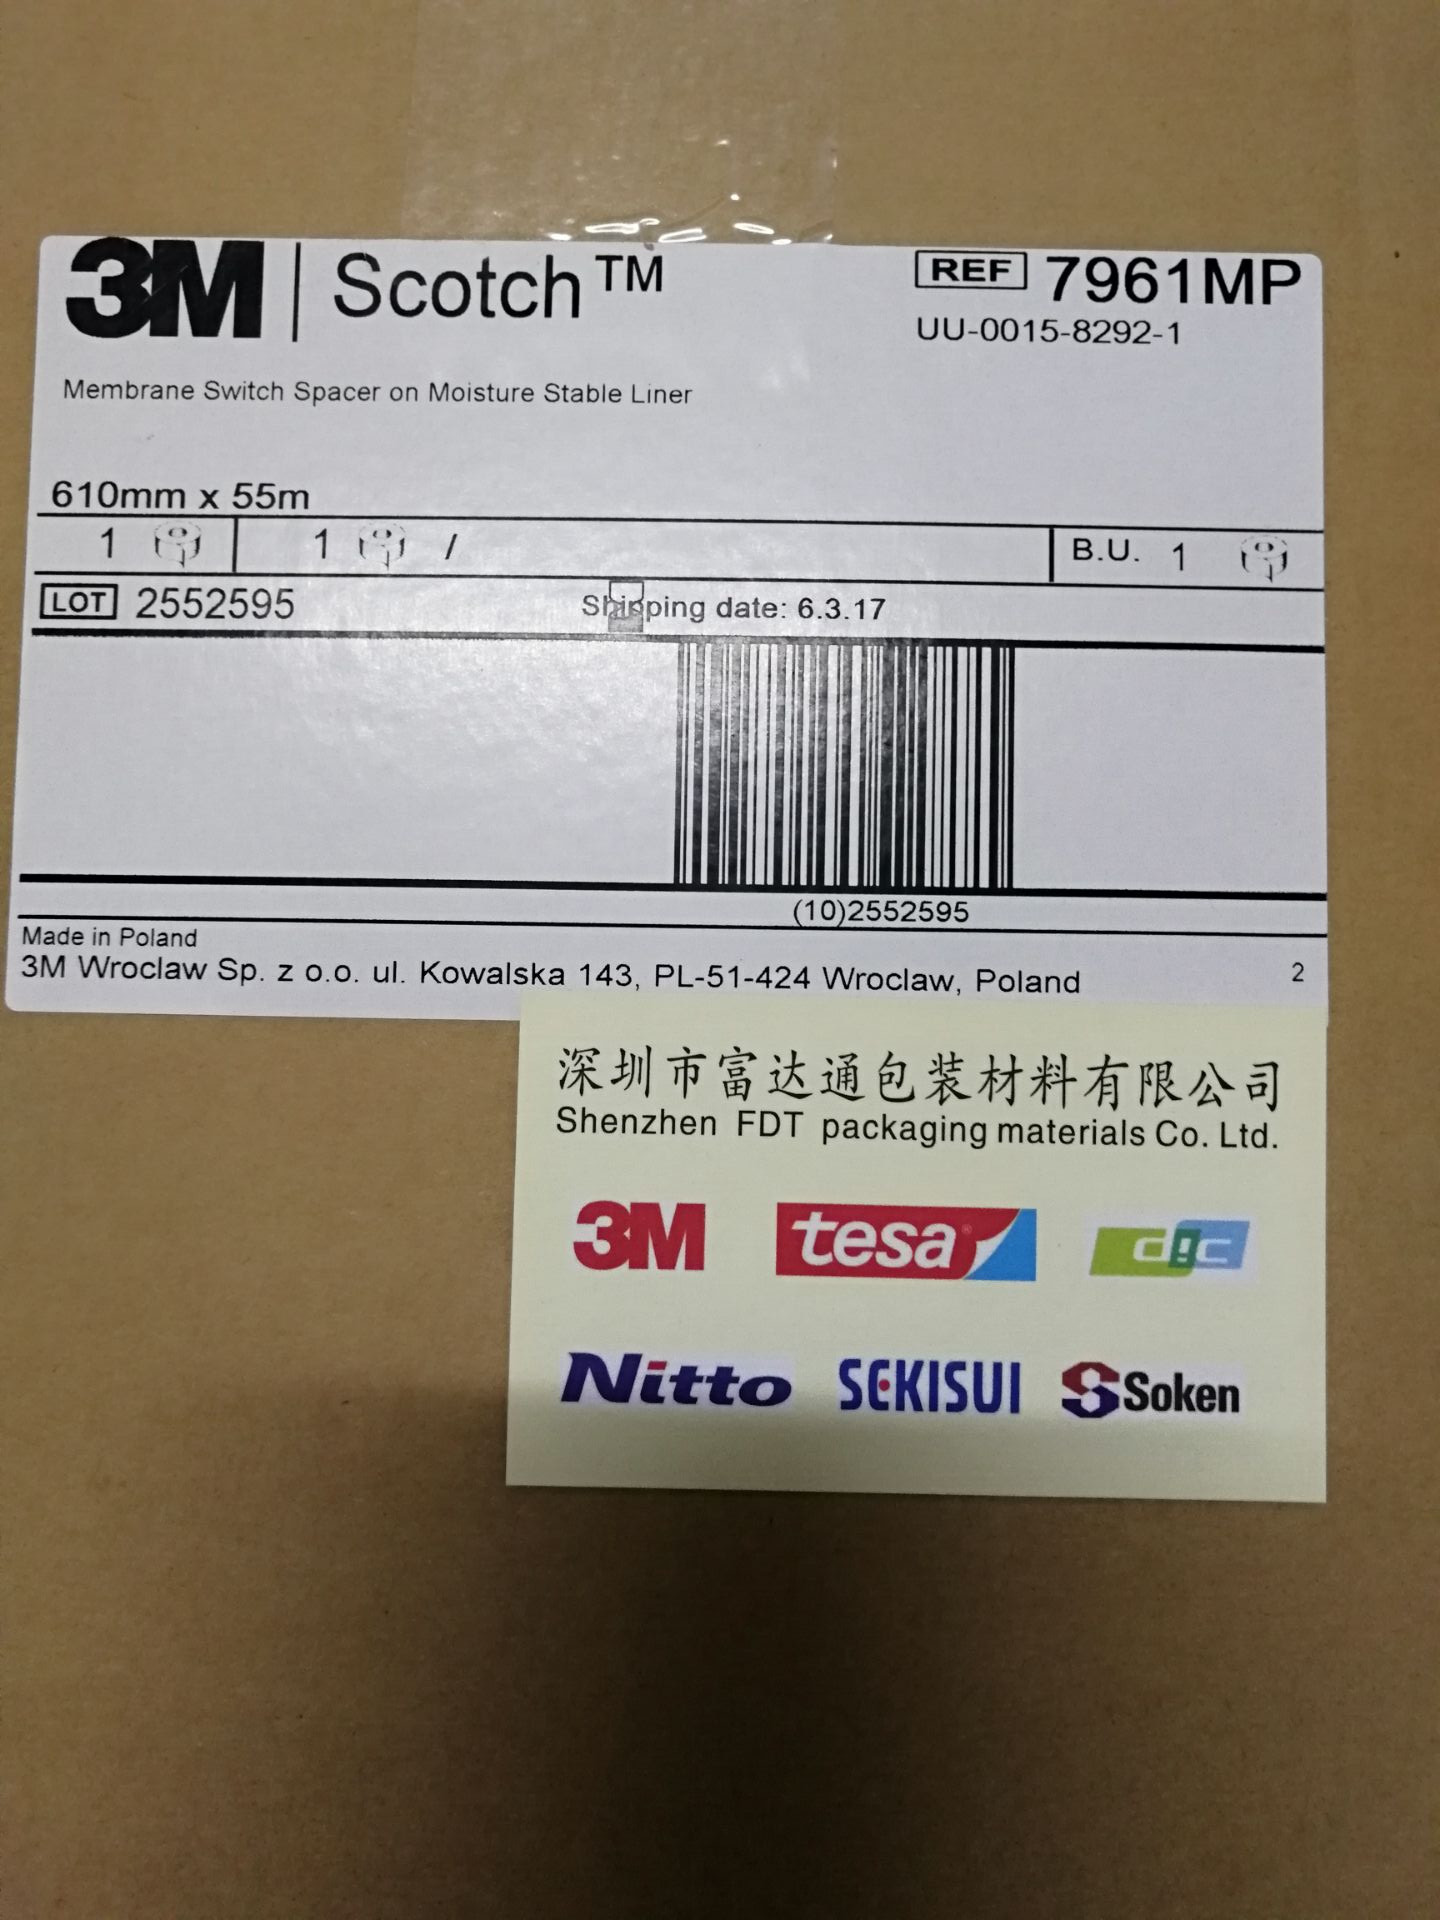 3M Scotch™
REF 7961MP
UU-0015-8292-1
Membrane Switch Spacer on Moisture Stable Liner
610mm x 55m
1 1 / B.U. 1
LOT 2552595 Shipping date: 6.3.17
(10)2552595
Made in Poland
3M Wroclaw Sp. z o.o. ul. Kowalska 143, PL-51-424 Wroclaw, Poland 2
深圳市富达通包装材料有限公司
Shenzhen FDT packaging materials Co. Ltd.
3M tesa® dic
Nitto SEKISUI Soken